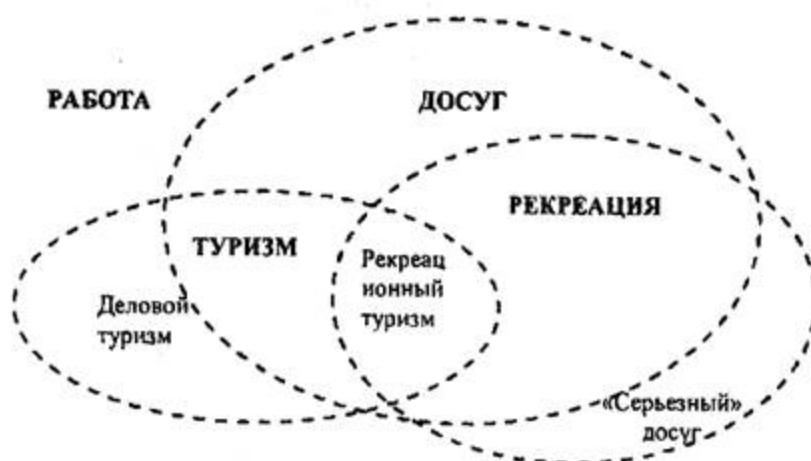 РАБОТА
ДОСУГ
РЕКРЕАЦИЯ
ТУРИЗМ
Рекреац
ионный
туризм
Деловой
туризм
«Серьезный»
досуг